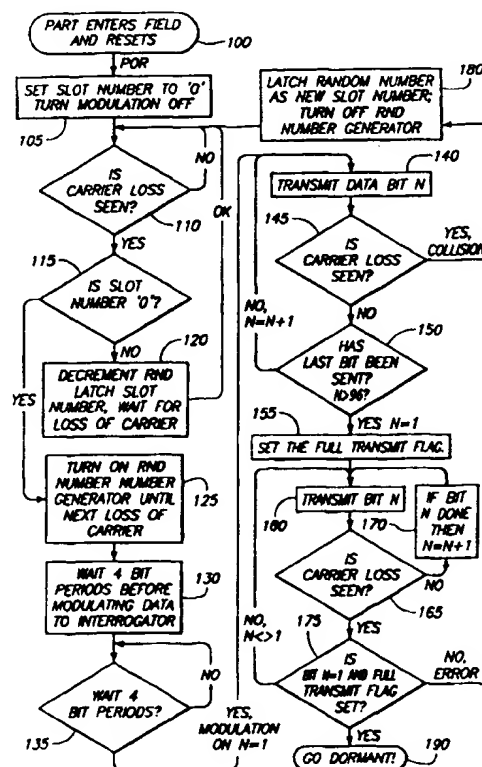 PART ENTERS FIELD
AND RESETS
100
POR
SET SLOT NUMBER TO '0'
TURN MODULATION OFF
105
NO
IS
CARRIER LOSS
SEEN?
110
OK
YES
115
IS SLOT
NUMBER '0'?
120
NO
DECREMENT RND
LATCH SLOT
NUMBER, WAIT FOR
LOSS OF CARRIER
YES
TURN ON RND
NUMBER NUMBER
GENERATOR UNTIL
NEXT LOSS OF
CARRIER
125
WAIT 4 BIT
PERIODS BEFORE
MODULATING DATA
TO INTERROGATOR
130
NO
WAIT 4
BIT PERIODS?
135
YES,
MODULATION
ON N=1
LATCH RANDOM NUMBER
AS NEW SLOT NUMBER;
TURN OFF RND
NUMBER GENERATOR
180
140
TRANSMIT DATA BIT N
145
IS
CARRIER LOSS
SEEN?
YES,
COLLISION
NO,
N=N+1
NO
150
HAS
LAST BIT BEEN
SENT?
N>96?
155
YES N=1
SET THE FULL TRANSMIT FLAG.
TRANSMIT BIT N
160
170
IF BIT
N DONE
THEN
N=N+1
IS
CARRIER LOSS
SEEN?
NO
165
NO,
N<>1
175
YES
IS
BIT N=1 AND FULL
TRANSMIT FLAG
SET?
NO,
ERROR
YES
GO DORMANT!
190